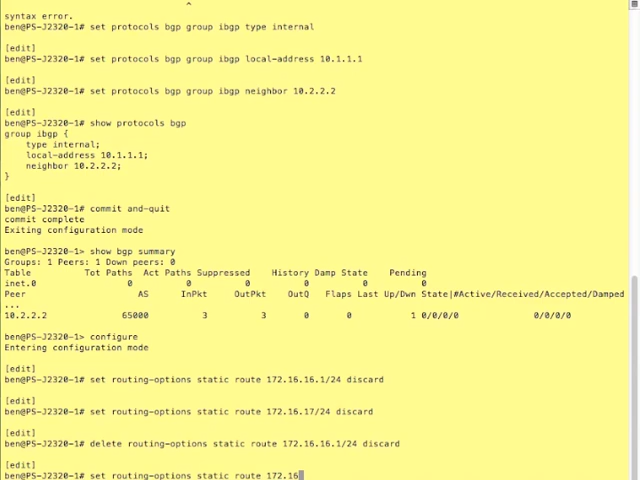 ^
syntax error.
ben@PS-J2320-1# set protocols bgp group ibgp type internal
[edit]
ben@PS-J2320-1# set protocols bgp group ibgp local-address 10.1.1.1
[edit]
ben@PS-J2320-1# set protocols bgp group ibgp neighbor 10.2.2.2
[edit]
ben@PS-J2320-1# show protocols bgp
group ibgp {
    type internal;
    local-address 10.1.1.1;
    neighbor 10.2.2.2;
}
[edit]
ben@PS-J2320-1# commit and-quit
commit complete
Exiting configuration mode
ben@PS-J2320-1> show bgp summary
Groups: 1 Peers: 1 Down peers: 0
Table          Tot Paths  Act Paths Suppressed    History Damp State    Pending
inet.0                 0          0          0          0          0          0
Peer                     AS      InPkt     OutPkt    OutQ   Flaps Last Up/Dwn State|#Active/Received/Accepted/Damped
...
10.2.2.2              65000          3          3       0       0           1 0/0/0/0              0/0/0/0
ben@PS-J2320-1> configure
Entering configuration mode
[edit]
ben@PS-J2320-1# set routing-options static route 172.16.16.1/24 discard
[edit]
ben@PS-J2320-1# set routing-options static route 172.16.17/24 discard
[edit]
ben@PS-J2320-1# delete routing-options static route 172.16.16.1/24 discard
[edit]
ben@PS-J2320-1# set routing-options static route 172.16